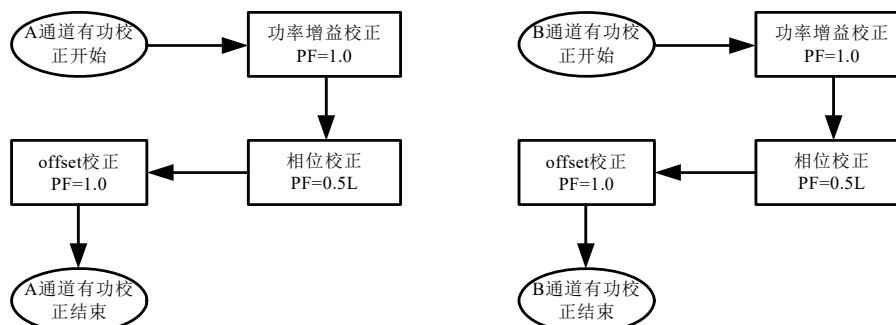 A通道有功校
正开始
功率增益校正
PF=1.0
相位校正
PF=0.5L
offset校正
PF=1.0
A通道有功校
正结束
B通道有功校
正开始
功率增益校正
PF=1.0
相位校正
PF=0.5L
offset校正
PF=1.0
B通道有功校
正结束